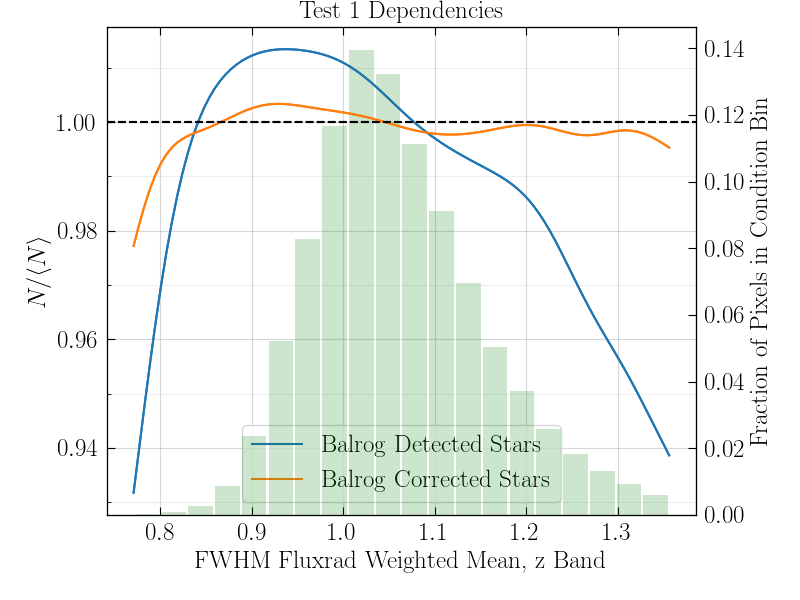 Test 1 Dependencies
N/⟨N⟩
1.00
0.98
0.96
0.94
0.14
0.12
0.10
0.08
0.06
0.04
0.02
0.00
Fraction of Pixels in Condition Bin
Balrog Detected Stars
Balrog Corrected Stars
0.8 0.9 1.0 1.1 1.2 1.3
FWHM Fluxrad Weighted Mean, z Band